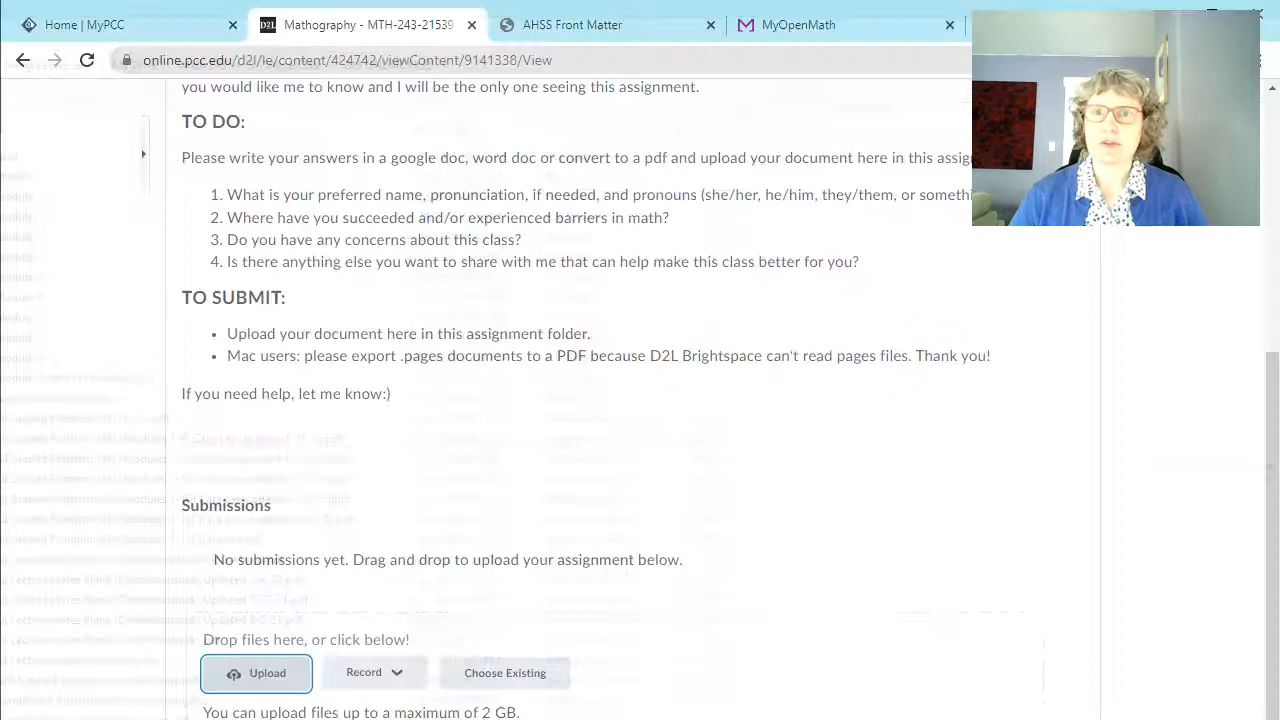 Home | MyPCC
D2L Mathography - MTH-243-21539
AHSS Front Matter
MyOpenMath
online.pcc.edu/d2l/le/content/424742/viewContent/9141338/View
you would like me to know and I will be the only one seeing this assignment.
TO DO:
Please write your answers in a google doc, word doc or convert to a pdf and upload your document here in this assig
1. What is your preferred name, pronunciation, if needed, and pronouns (she/her, he/him, they/them, or somethi
2. Where have you succeeded and/or experienced barriers in math?
3. Do you have any concerns about this class?
4. Is there anything else you want to share with me that can help make this class better for you?
TO SUBMIT:
• Upload your document here in this assignment folder.
• Mac users: please export .pages documents to a PDF because D2L Brightspace can't read pages files. Thank you!
If you need help, let me know:)
Submissions
No submissions yet. Drag and drop to upload your assignment below.
Drop files here, or click below!
Upload Record Choose Existing
You can upload files up to a maximum of 2 GB.